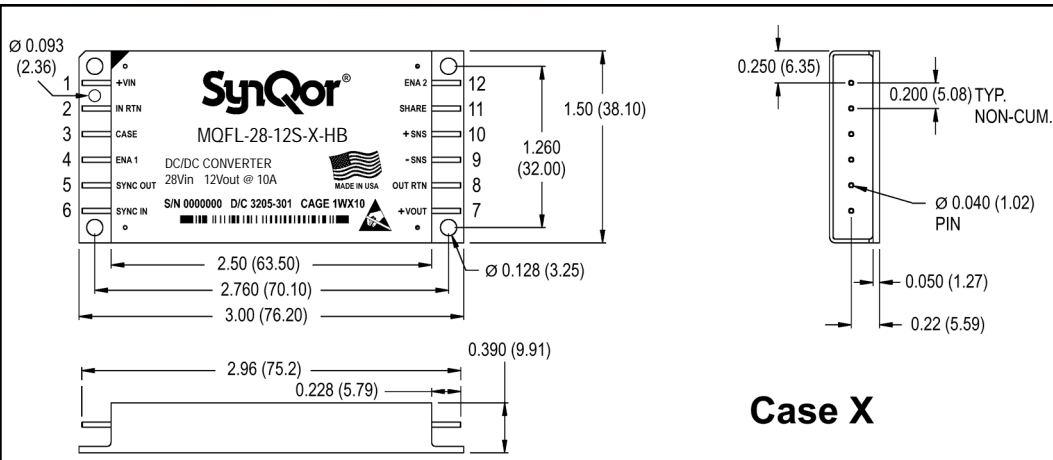 Ø 0.093
(2.36)
1 +VIN
2 IN RTN
3 CASE
4 ENA 1
5 SYNC OUT
6 SYNC IN
SynQor®
MQFL-28-12S-X-HB
DC/DC CONVERTER
28Vin 12Vout @ 10A
MADE IN USA
S/N 0000000 D/C 3205-301 CAGE 1WX10
ENA 2 12
SHARE 11
+SNS 10
-SNS 9
OUT RTN 8
+VOUT 7
1.260
(32.00)
1.50 (38.10)
2.50 (63.50)
2.760 (70.10)
3.00 (76.20)
Ø 0.128 (3.25)
0.250 (6.35)
0.200 (5.08) TYP.
NON-CUM.
Ø 0.040 (1.02)
PIN
0.050 (1.27)
0.22 (5.59)
2.96 (75.2)
0.228 (5.79)
0.390 (9.91)
Case X